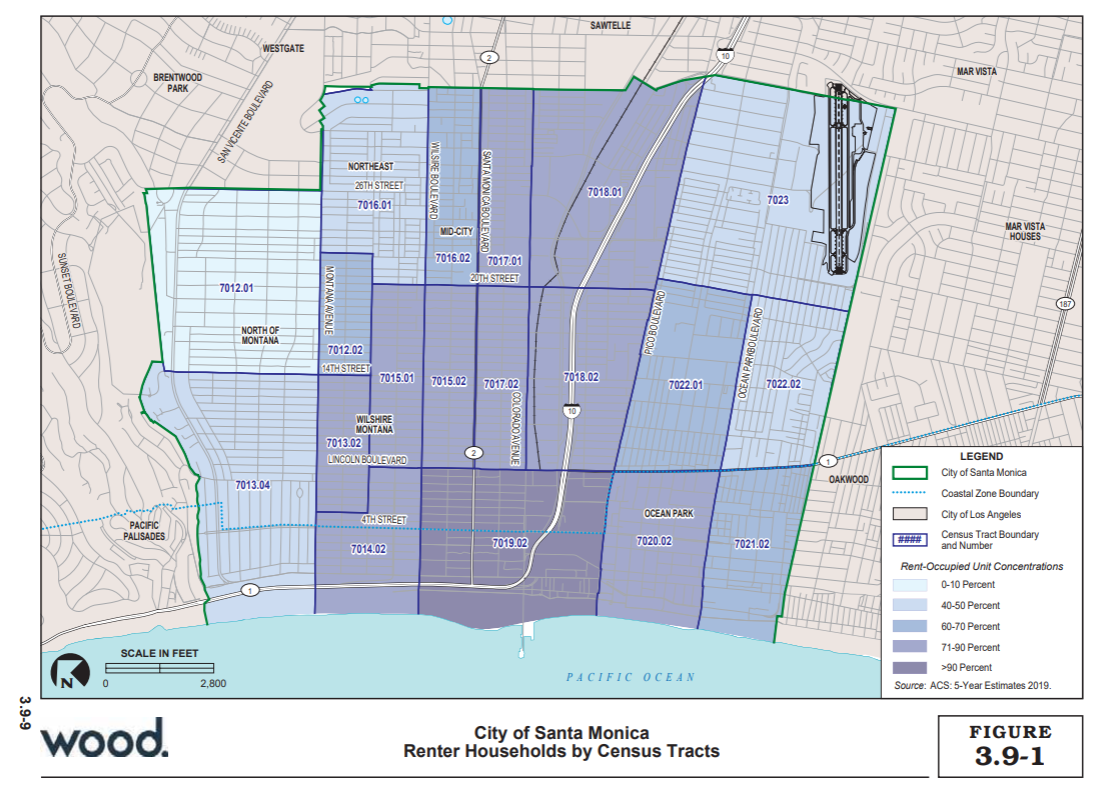 SAWTELLE
WESTGATE
2
10
BRENTWOOD
PARK
MAR VISTA
SAN VICENTE BOULEVARD
NORTHEAST
26TH STREET
7016.01
WILSHIRE BOULEVARD
MID-CITY
7016.02
SANTA MONICA BOULEVARD
7017.01
20TH STREET
7018.01
7023
MAR VISTA
HOUSES
SUNSET BOULEVARD
7012.01
NORTH OF
MONTANA
MONTANA AVENUE
7012.02
14TH STREET
7015.01
7015.02
7017.02
COLORADO AVENUE
7018.02
10
PICO BOULEVARD
7022.01
OCEAN PARK BOULEVARD
7022.02
187
WILSHIRE
MONTANA
7013.02
LINCOLN BOULEVARD
2
1
OAKWOOD
7013.04
4TH STREET
7014.02
7019.02
OCEAN PARK
7020.02
7021.02
PACIFIC
PALISADES
1
PACIFIC OCEAN
SCALE IN FEET
0 2,800
N
LEGEND
City of Santa Monica
Coastal Zone Boundary
City of Los Angeles
#### Census Tract Boundary
and Number
Rent-Occupied Unit Concentrations
0-10 Percent
40-50 Percent
60-70 Percent
71-90 Percent
>90 Percent
Source: ACS: 5-Year Estimates 2019.
3.9-9
wood.
City of Santa Monica
Renter Households by Census Tracts
FIGURE
3.9-1